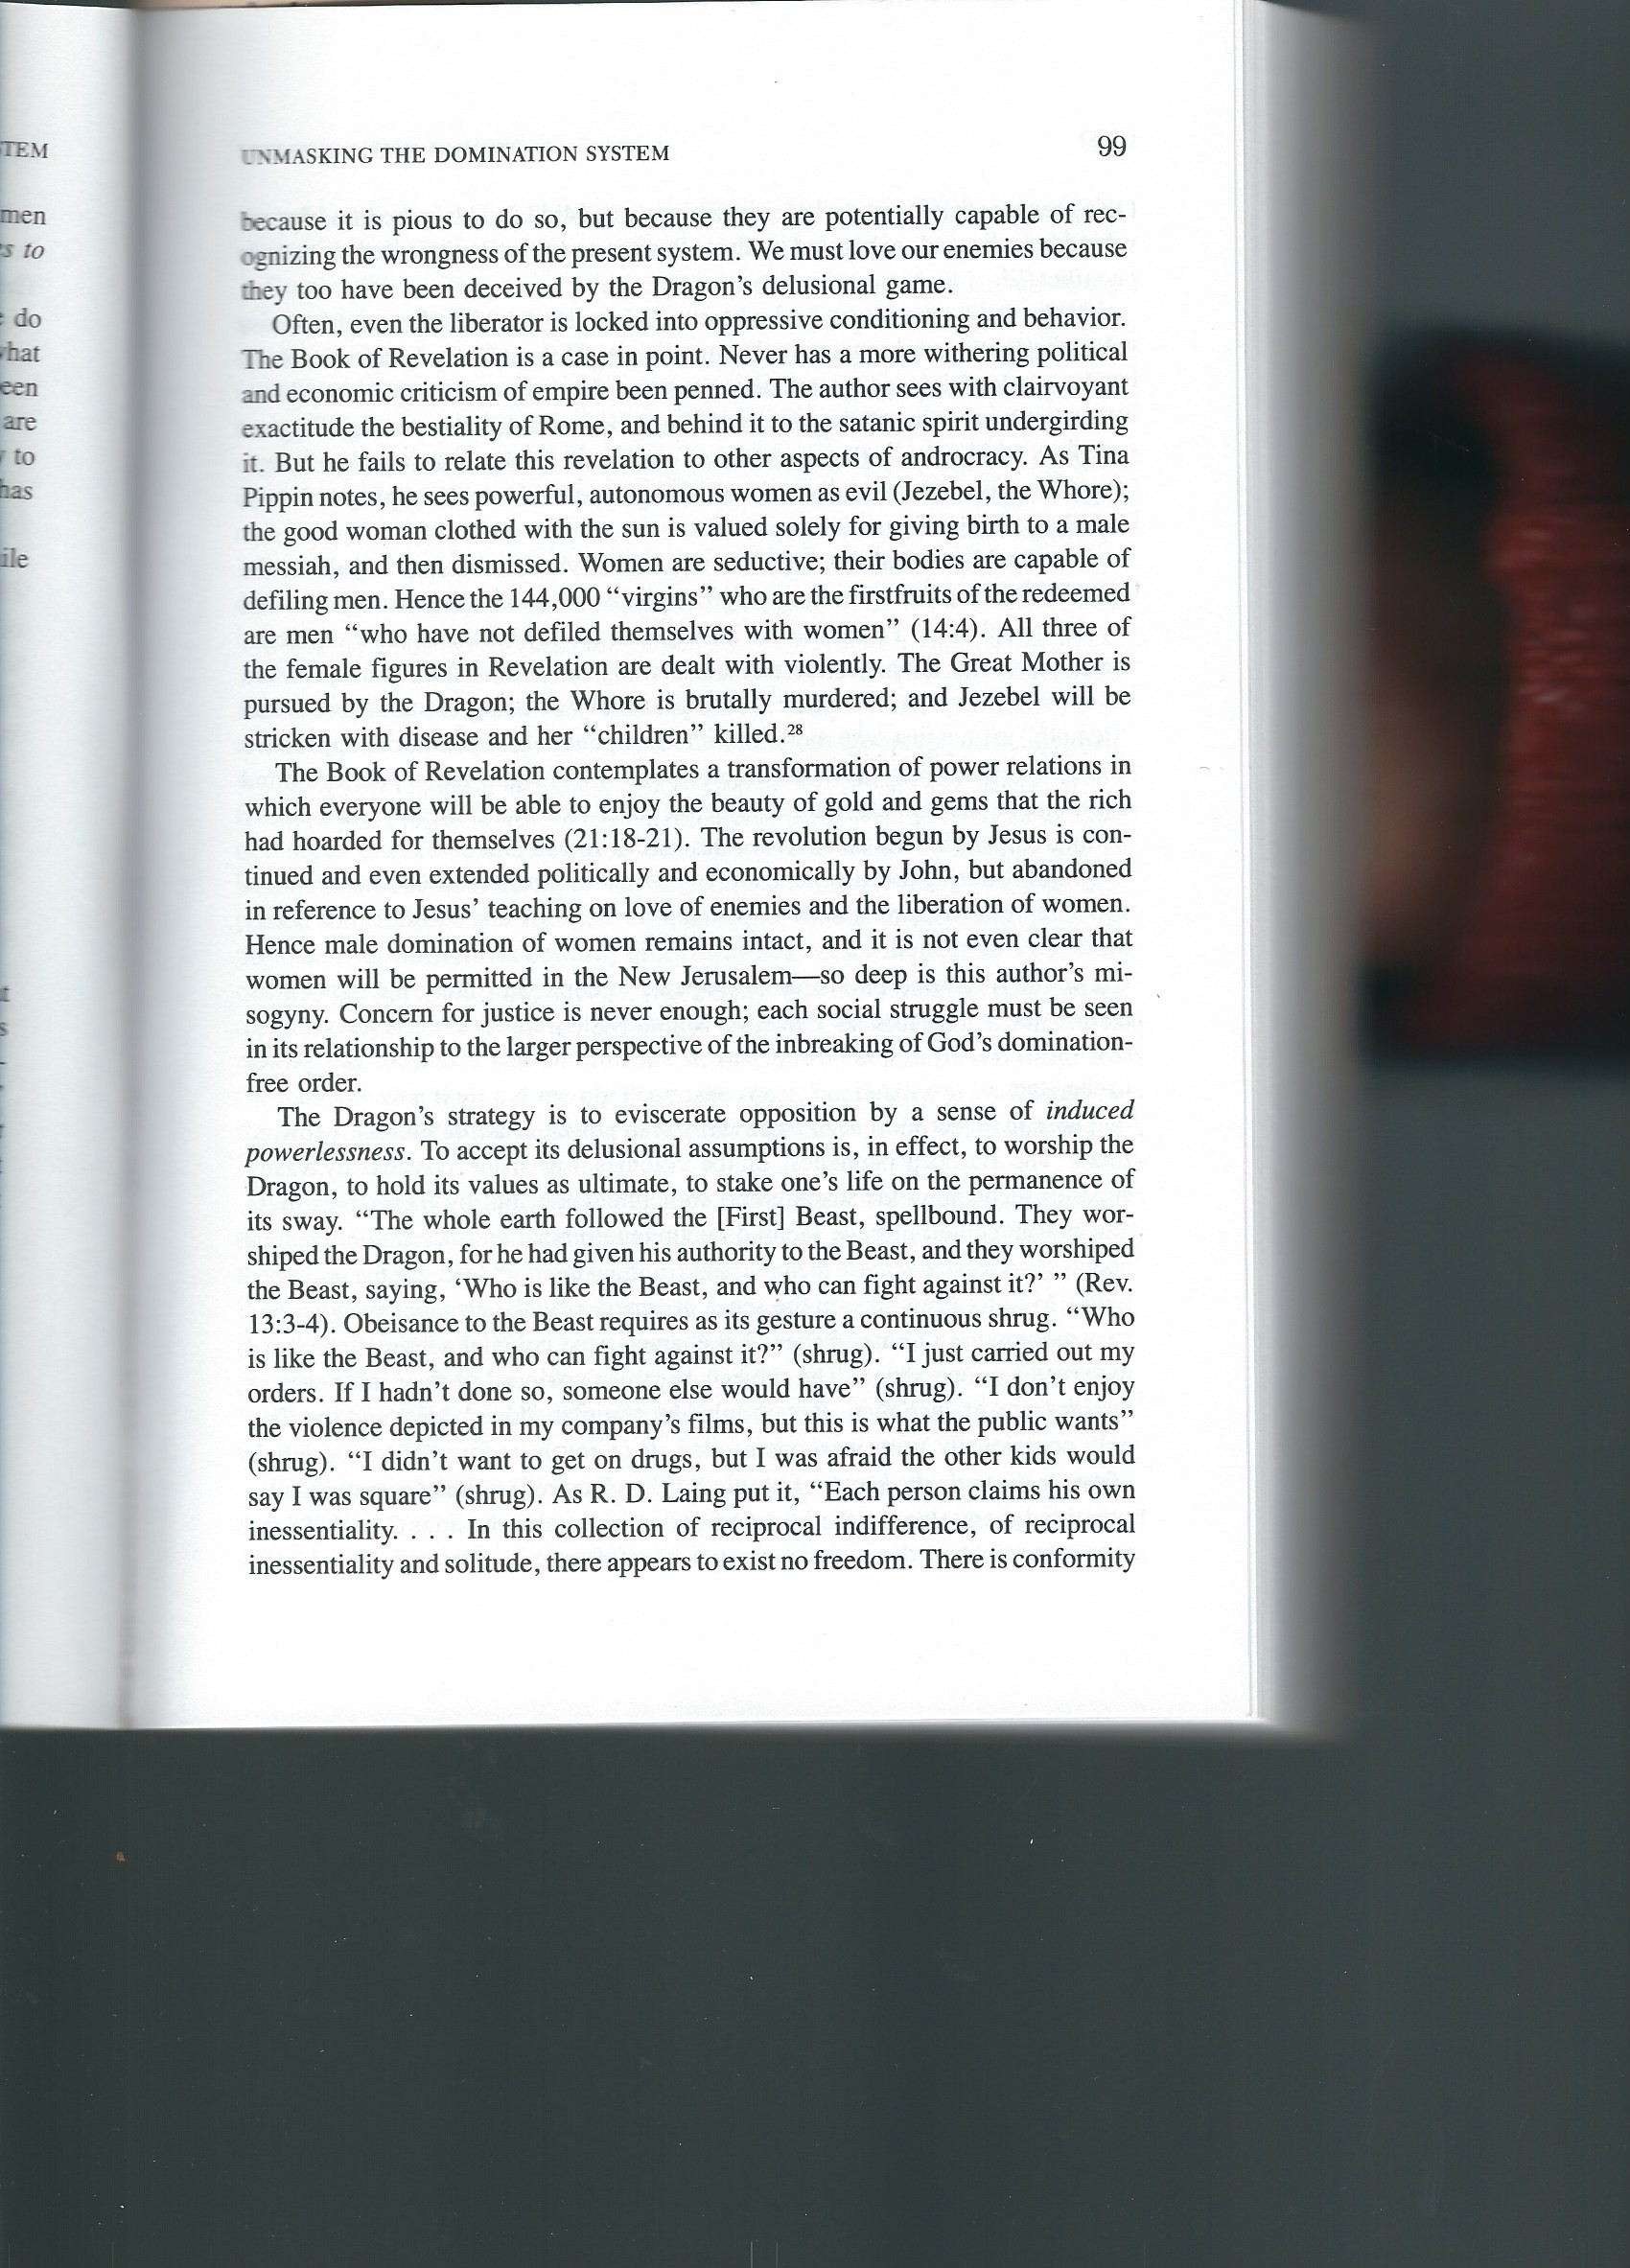 TEM
men
s to
do
hat
een
are
to
has
ile
UNMASKING THE DOMINATION SYSTEM 99
because it is pious to do so, but because they are potentially capable of rec-
ognizing the wrongness of the present system. We must love our enemies because
they too have been deceived by the Dragon's delusional game.
Often, even the liberator is locked into oppressive conditioning and behavior.
The Book of Revelation is a case in point. Never has a more withering political
and economic criticism of empire been penned. The author sees with clairvoyant
exactitude the bestiality of Rome, and behind it to the satanic spirit undergirding
it. But he fails to relate this revelation to other aspects of androcracy. As Tina
Pippin notes, he sees powerful, autonomous women as evil (Jezebel, the Whore);
the good woman clothed with the sun is valued solely for giving birth to a male
messiah, and then dismissed. Women are seductive; their bodies are capable of
defiling men. Hence the 144,000 “virgins” who are the firstfruits of the redeemed
are men “who have not defiled themselves with women” (14:4). All three of
the female figures in Revelation are dealt with violently. The Great Mother is
pursued by the Dragon; the Whore is brutally murdered; and Jezebel will be
stricken with disease and her “children” killed.²⁸
The Book of Revelation contemplates a transformation of power relations in
which everyone will be able to enjoy the beauty of gold and gems that the rich
had hoarded for themselves (21:18-21). The revolution begun by Jesus is con-
tinued and even extended politically and economically by John, but abandoned
in reference to Jesus' teaching on love of enemies and the liberation of women.
Hence male domination of women remains intact, and it is not even clear that
women will be permitted in the New Jerusalem—so deep is this author's mi-
sogyny. Concern for justice is never enough; each social struggle must be seen
in its relationship to the larger perspective of the inbreaking of God's domination-
free order.
The Dragon's strategy is to eviscerate opposition by a sense of induced
powerlessness. To accept its delusional assumptions is, in effect, to worship the
Dragon, to hold its values as ultimate, to stake one's life on the permanence of
its sway. “The whole earth followed the [First] Beast, spellbound. They wor-
shiped the Dragon, for he had given his authority to the Beast, and they worshiped
the Beast, saying, ‘Who is like the Beast, and who can fight against it?’ ” (Rev.
13:3-4). Obeisance to the Beast requires as its gesture a continuous shrug. “Who
is like the Beast, and who can fight against it?” (shrug). “I just carried out my
orders. If I hadn't done so, someone else would have” (shrug). “I don't enjoy
the violence depicted in my company's films, but this is what the public wants”
(shrug). “I didn't want to get on drugs, but I was afraid the other kids would
say I was square” (shrug). As R. D. Laing put it, “Each person claims his own
inessentiality. . . . In this collection of reciprocal indifference, of reciprocal
inessentiality and solitude, there appears to exist no freedom. There is conformity